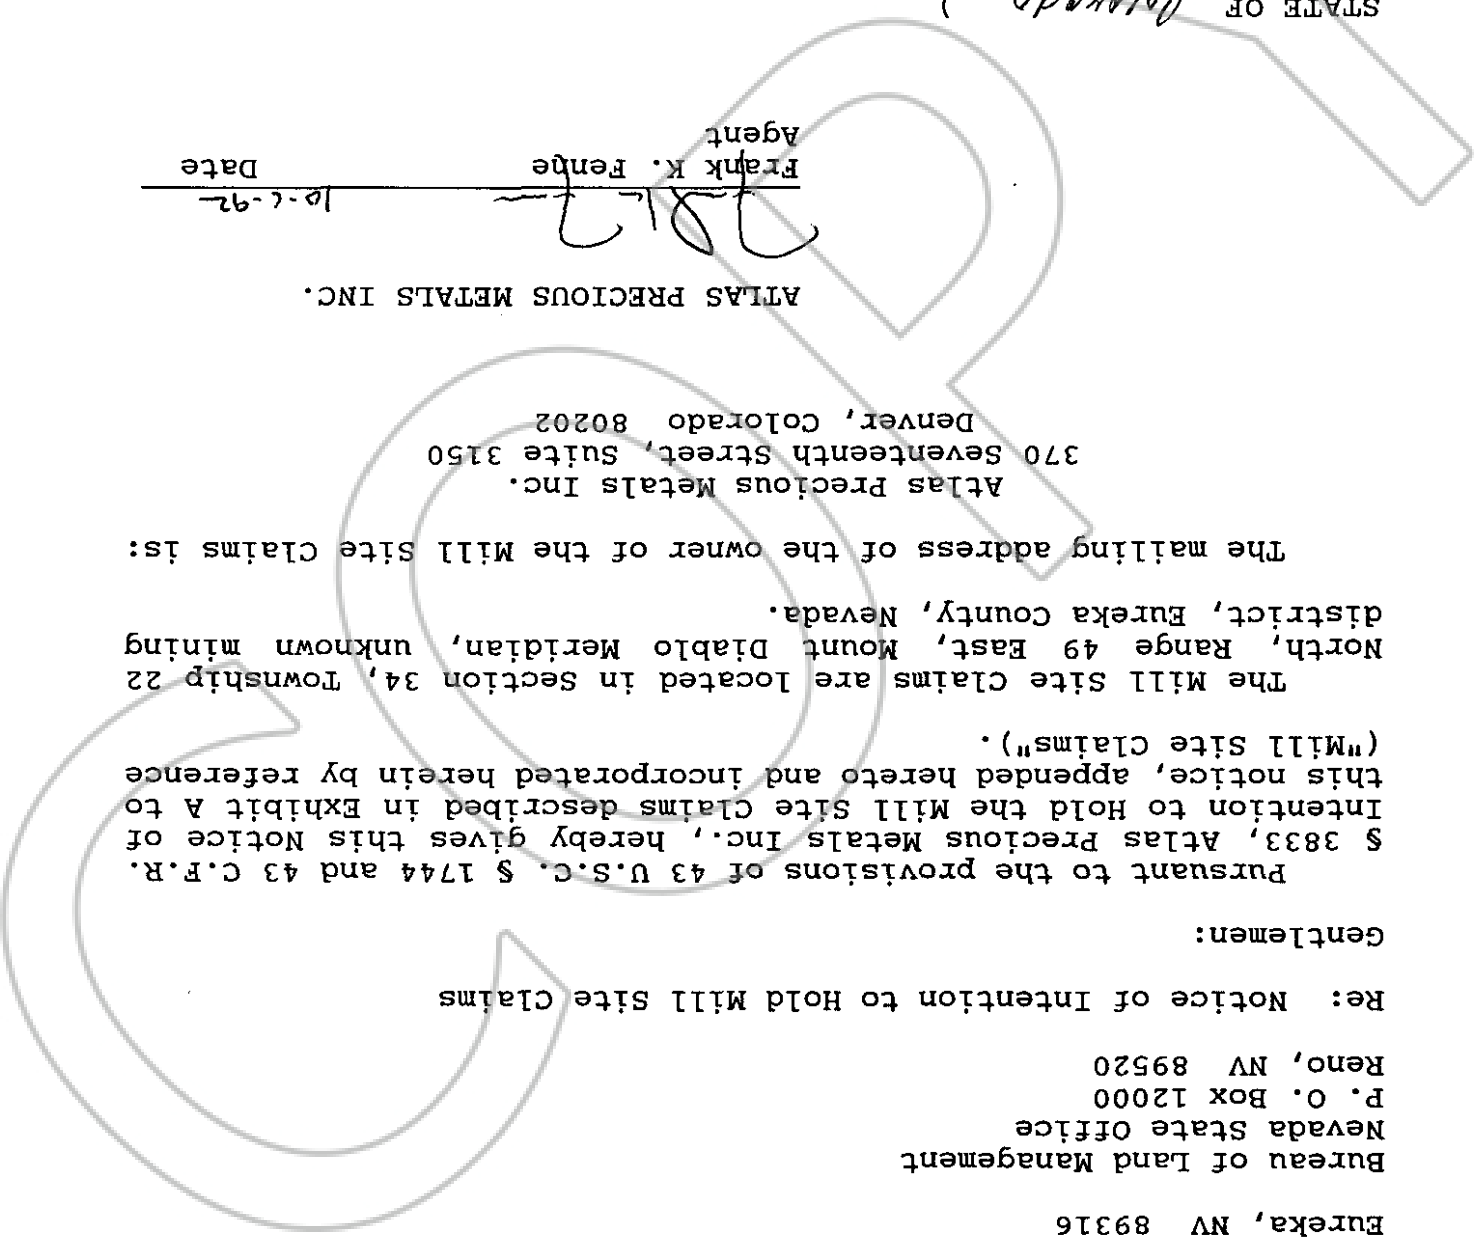 Eureka, NV 89316
Bureau of Land Management
Nevada State Office
P. O. Box 12000
Reno, NV 89520
Re: Notice of Intention to Hold Mill Site Claims
Gentlemen:
Pursuant to the provisions of 43 U.S.C. § 1744 and 43 C.F.R.
§ 3833, Atlas Precious Metals Inc., hereby gives this Notice of
Intention to Hold the Mill Site Claims described in Exhibit A to
this notice, appended hereto and incorporated herein by reference
("Mill Site Claims").
The Mill Site Claims are located in Section 34, Township 22
North, Range 49 East, Mount Diablo Meridian, unknown mining
district, Eureka County, Nevada.
The mailing address of the owner of the Mill Site Claims is:
Atlas Precious Metals Inc.
370 Seventeenth Street, Suite 3150
Denver, Colorado 80202
ATLAS PRECIOUS METALS INC.
Frank K. Fenne Date
Agent
STATE OF Colorado )
COPY